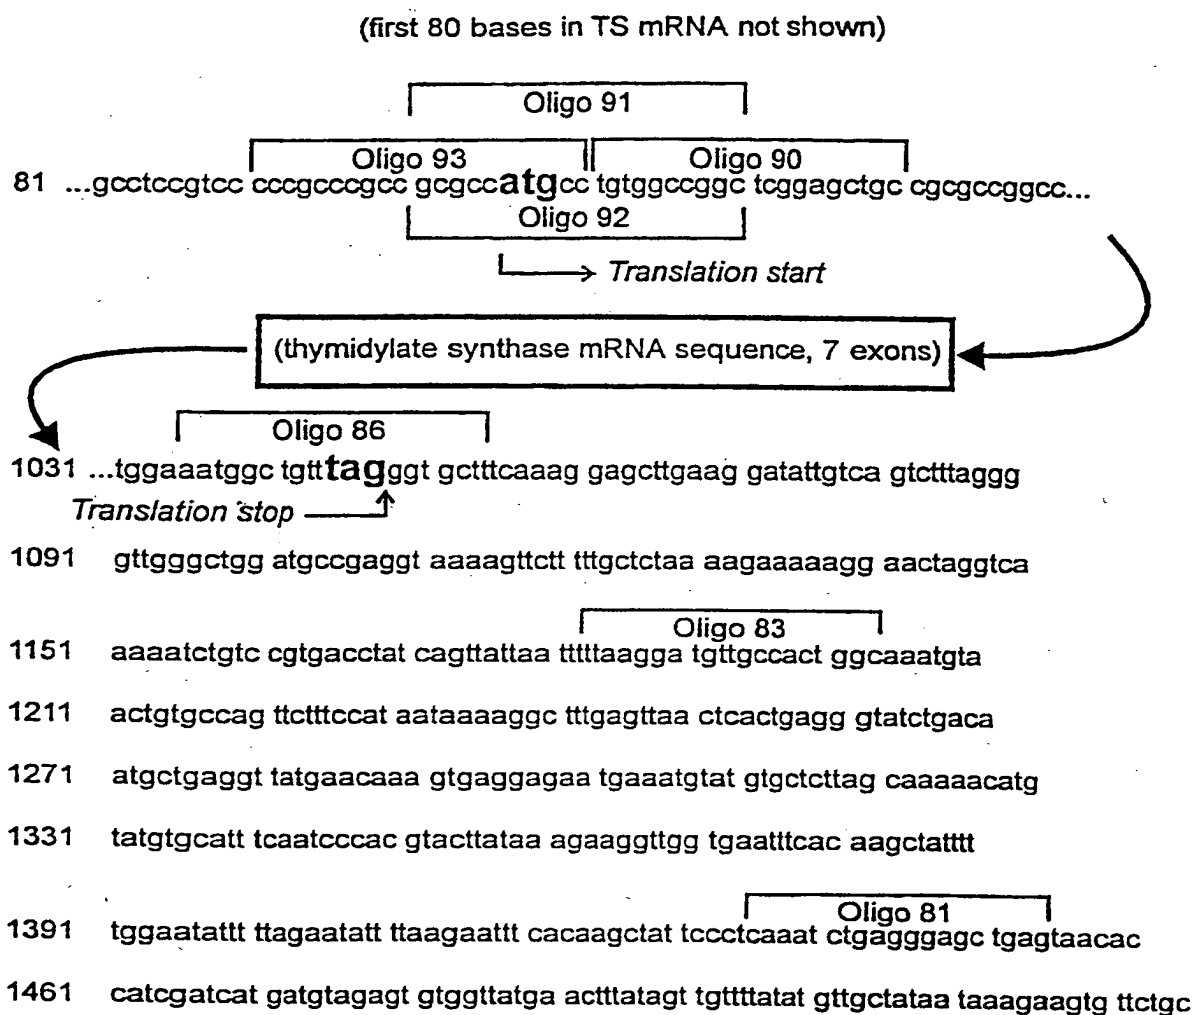 (first 80 bases in TS mRNA not shown)
Oligo 91
Oligo 93 Oligo 90
81 ...gcctccgtcc cccgcccgcc gcgccatgcc tgtggccggc tcggagctgc cgcgccggcc...
Oligo 92
Translation start
(thymidylate synthase mRNA sequence, 7 exons)
Oligo 86
1031 ...tggaaatggc tgtttagggt gctttcaaag gagcttgaag gatattgtca gtctttaggg
Translation stop
1091 gttgggctgg atgccgaggt aaaagttctt tttgctctaa aagaaaaagg aactaggtca
Oligo 83
1151 aaaatctgtc cgtgacctat cagttattaa tttttaagga tgttgccact ggcaaatgta
1211 actgtgccag ttctttccat aataaaaggc tttgagttaa ctcactgagg gtatctgaca
1271 atgctgaggt tatgaacaaa gtgaggagaa tgaaatgtat gtgctcttag caaaaacatg
1331 tatgtgcatt tcaatcccac gtacttataa agaaggttgg tgaatttcac aagctatttt
Oligo 81
1391 tggaatattt ttagaatatt ttaagaattt cacaagctat tccctcaaat ctgagggagc tgagtaacac
1461 catcgatcat gatgtagagt gtggttatga actttatagt tgttttatat gttgctataa taaagaagtg ttctgc